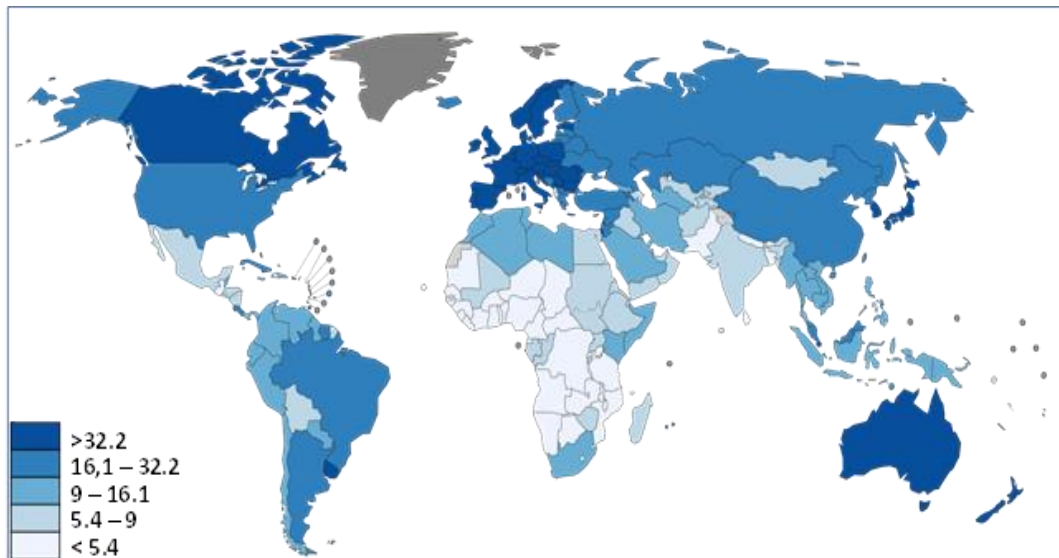 >32.2
16,1 – 32.2
9 – 16.1
5.4 – 9
< 5.4